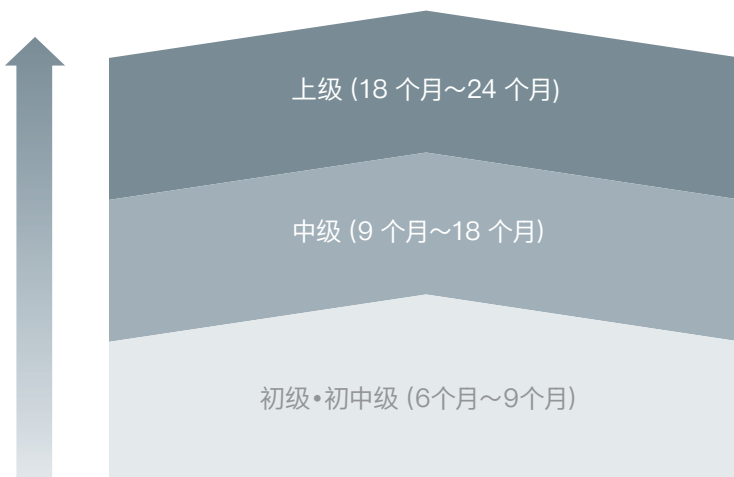 上级 (18 个月～24 个月)
中级 (9 个月～18 个月)
初级•初中级 (6个月～9个月)